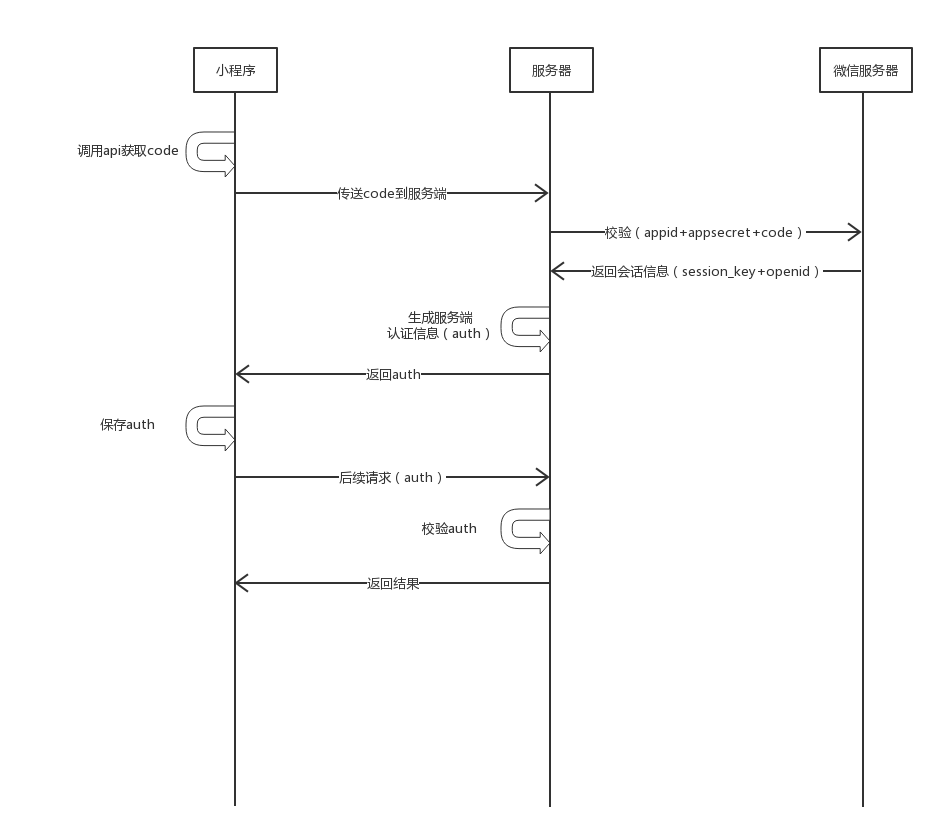 小程序
服务器
微信服务器
调用api获取code
传送code到服务端
校验（appid+appsecret+code）
返回会话信息（session_key+openid）
生成服务端
认证信息（auth）
返回auth
保存auth
后续请求（auth）
校验auth
返回结果